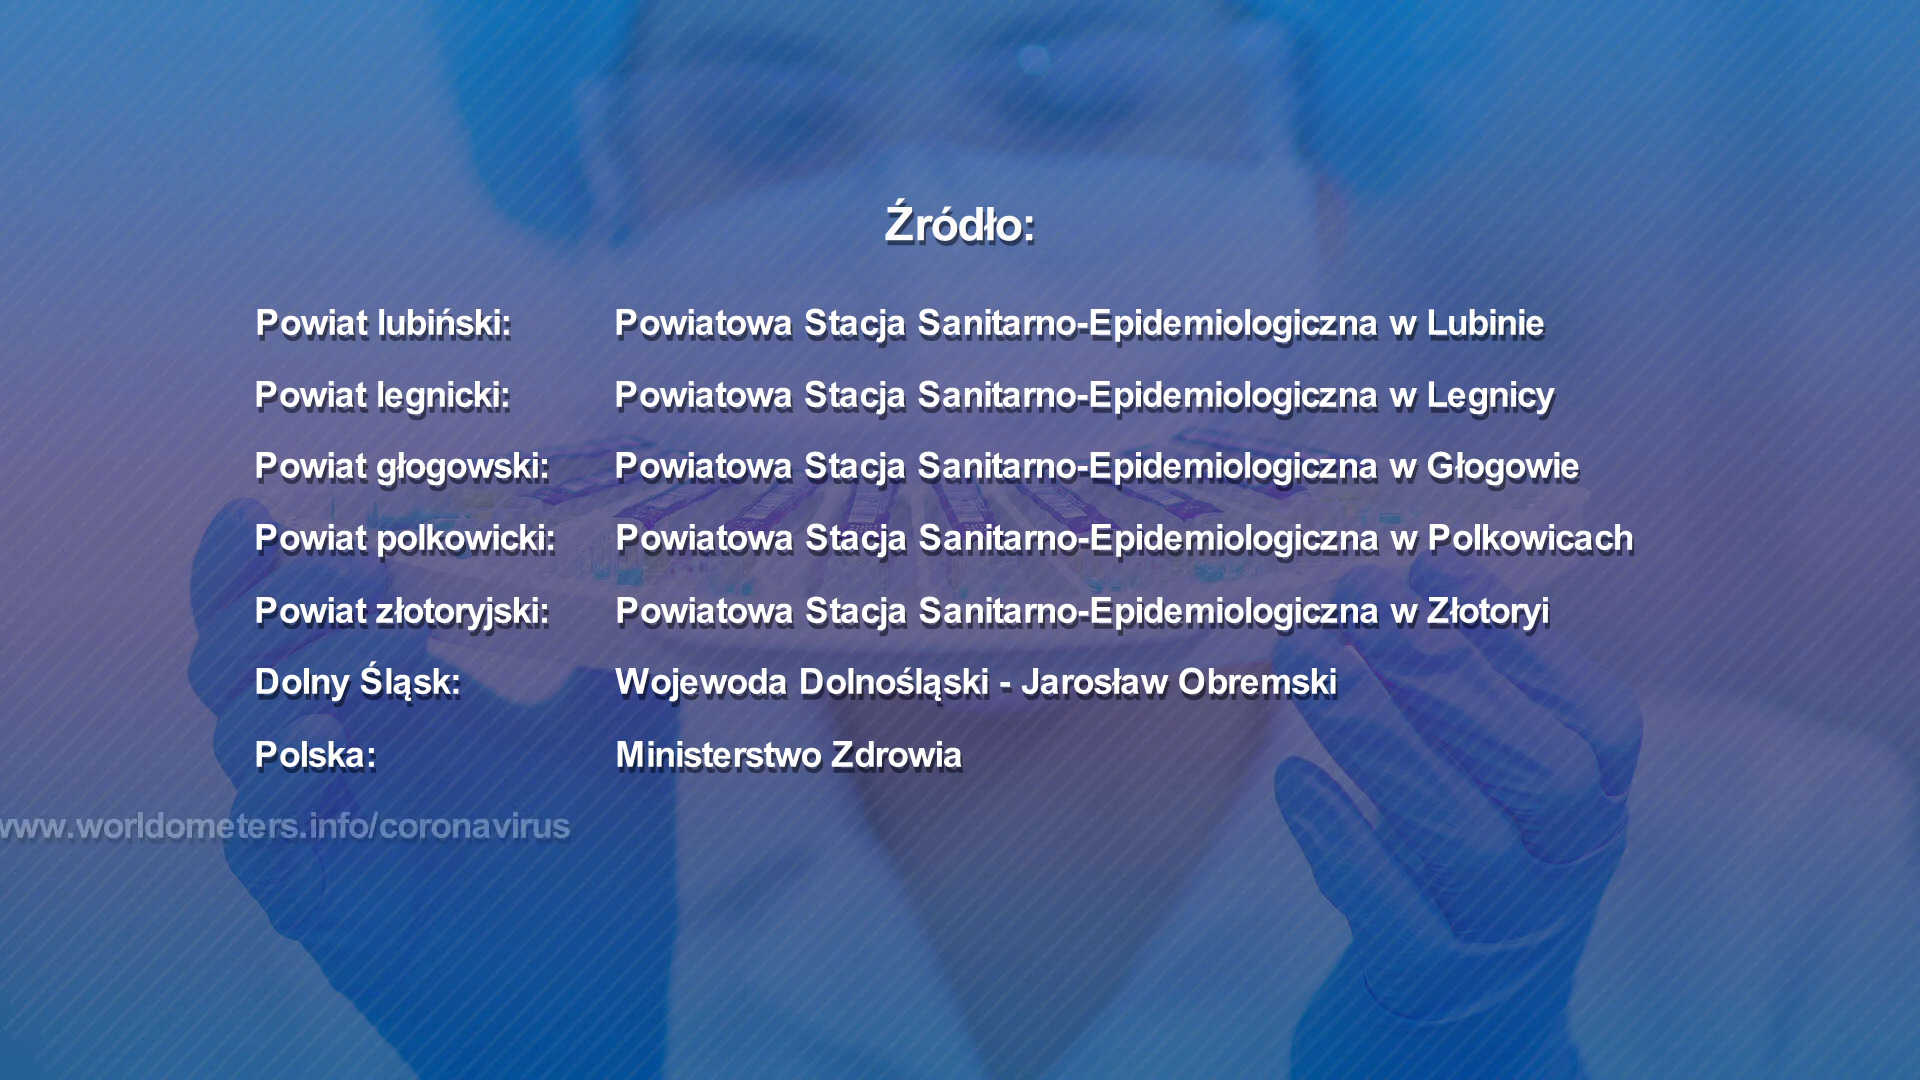 Źródło:
Powiat lubiński: Powiatowa Stacja Sanitarno-Epidemiologiczna w Lubinie
Powiat legnicki: Powiatowa Stacja Sanitarno-Epidemiologiczna w Legnicy
Powiat głogowski: Powiatowa Stacja Sanitarno-Epidemiologiczna w Głogowie
Powiat polkowicki: Powiatowa Stacja Sanitarno-Epidemiologiczna w Polkowicach
Powiat złotoryjski: Powiatowa Stacja Sanitarno-Epidemiologiczna w Złotoryi
Dolny Śląsk: Wojewoda Dolnośląski - Jarosław Obremski
Polska: Ministerstwo Zdrowia
www.worldometers.info/coronavirus